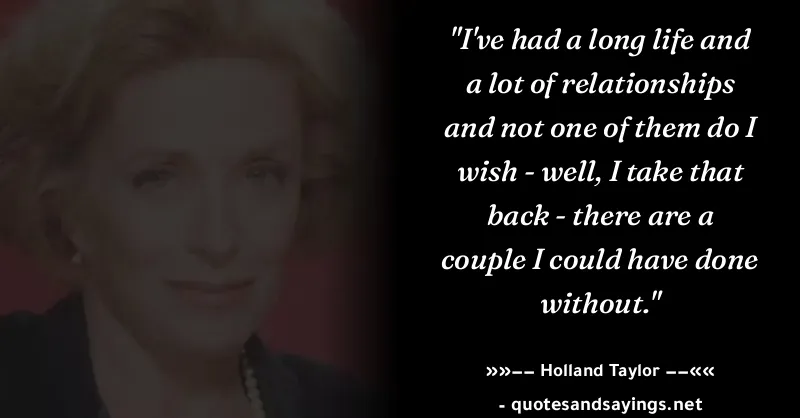 "I've had a long life and
a lot of relationships
and not one of them do I
wish - well, I take that
back - there are a
couple I could have done
without."
»»−− Holland Taylor −−««
- quotesandsayings.net